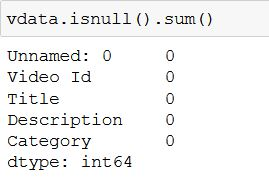 vdata.isnull().sum()
Unnamed: 0 0
Video Id 0
Title 0
Description 0
Category 0
dtype: int64